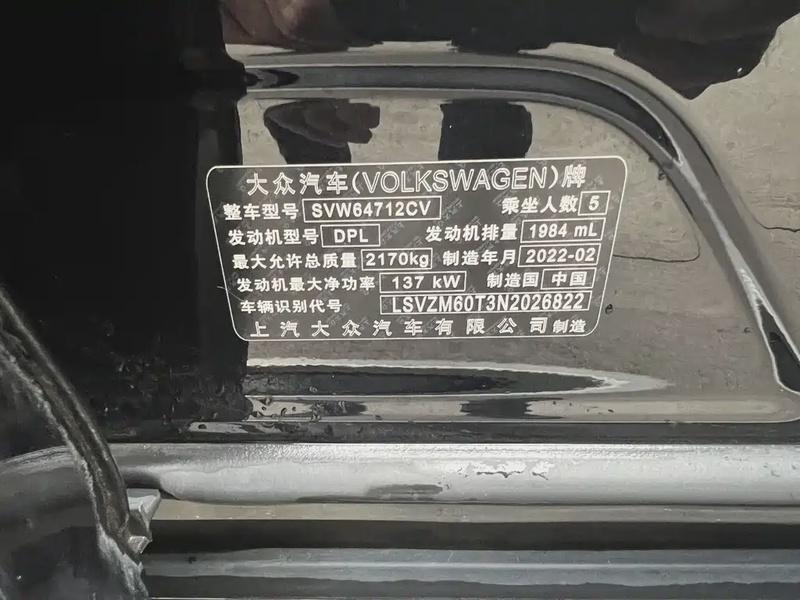 大众汽车(VOLKSWAGEN)牌
整车型号 SVW64712CV 乘坐人数 5
发动机型号 DPL 发动机排量 1984 mL
最大允许总质量 2170kg 制造年月 2022-02
发动机最大净功率 137 kW 制造国 中国
车辆识别代号 LSVZM60T3N2026822
上汽大众汽车有限公司制造